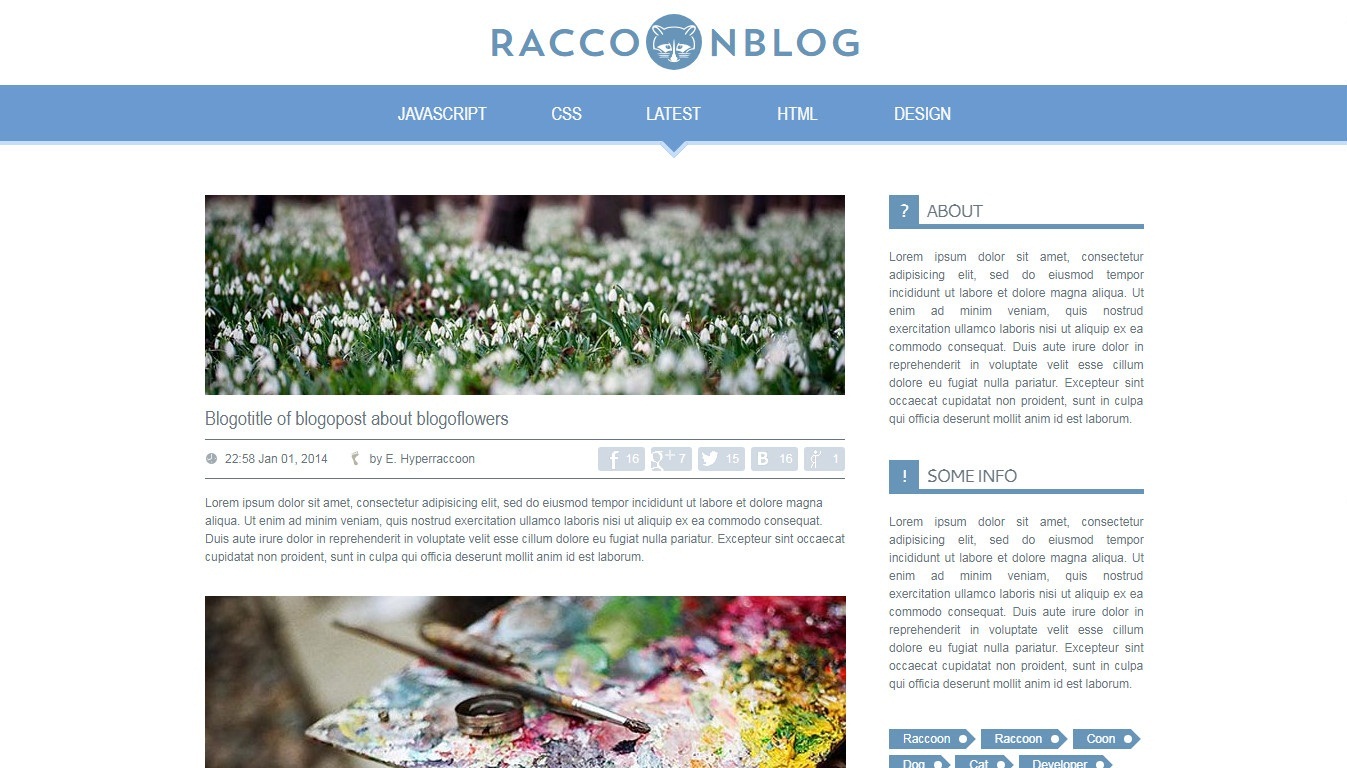 RACCOONBLOG
JAVASCRIPT CSS LATEST HTML DESIGN
Blogotitle of blogopost about blogoflowers
22:58 Jan 01, 2014 by E. Hyperraccoon
f 16 g+ 7 15 B 16 1
Lorem ipsum dolor sit amet, consectetur adipisicing elit, sed do eiusmod tempor incididunt ut labore et dolore magna
aliqua. Ut enim ad minim veniam, quis nostrud exercitation ullamco laboris nisi ut aliquip ex ea commodo consequat.
Duis aute irure dolor in reprehenderit in voluptate velit esse cillum dolore eu fugiat nulla pariatur. Excepteur sint occaecat
cupidatat non proident, sunt in culpa qui officia deserunt mollit anim id est laborum.
? ABOUT
Lorem ipsum dolor sit amet, consectetur
adipisicing elit, sed do eiusmod tempor
incididunt ut labore et dolore magna aliqua. Ut
enim ad minim veniam, quis nostrud
exercitation ullamco laboris nisi ut aliquip ex ea
commodo consequat. Duis aute irure dolor in
reprehenderit in voluptate velit esse cillum
dolore eu fugiat nulla pariatur. Excepteur sint
occaecat cupidatat non proident, sunt in culpa
qui officia deserunt mollit anim id est laborum.
! SOME INFO
Lorem ipsum dolor sit amet, consectetur
adipisicing elit, sed do eiusmod tempor
incididunt ut labore et dolore magna aliqua. Ut
enim ad minim veniam, quis nostrud
exercitation ullamco laboris nisi ut aliquip ex ea
commodo consequat. Duis aute irure dolor in
reprehenderit in voluptate velit esse cillum
dolore eu fugiat nulla pariatur. Excepteur sint
occaecat cupidatat non proident, sunt in culpa
qui officia deserunt mollit anim id est laborum.
Raccoon Raccoon Coon
Dog Cat Developer